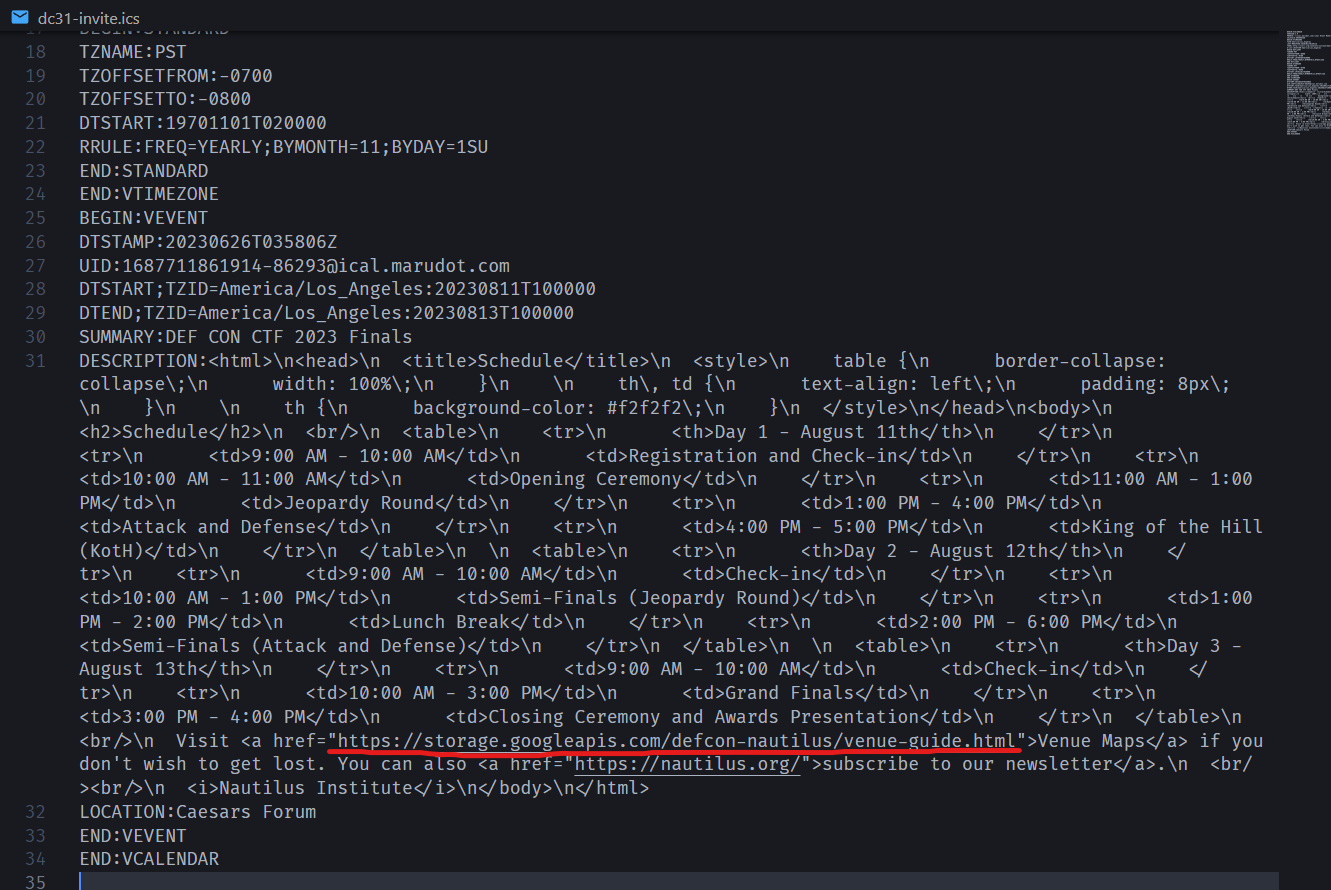 dc31-invite.ics
17 BEGIN:STANDARD
18 TZNAME:PST
19 TZOFFSETFROM:-0700
20 TZOFFSETTO:-0800
21 DTSTART:19701101T020000
22 RRULE:FREQ=YEARLY;BYMONTH=11;BYDAY=1SU
23 END:STANDARD
24 END:VTIMEZONE
25 BEGIN:VEVENT
26 DTSTAMP:20230626T035806Z
27 UID:1687711861914-86293@ical.marudot.com
28 DTSTART;TZID=America/Los_Angeles:20230811T100000
29 DTEND;TZID=America/Los_Angeles:20230813T100000
30 SUMMARY:DEF CON CTF 2023 Finals
31 DESCRIPTION:<html>\n<head>\n  <title>Schedule</title>\n  <style>\n    table {\n      border-collapse:
collapse\;\n      width: 100%\;\n    }\n    \n    th\, td {\n      text-align: left\;\n      padding: 8px\;
\n    }\n    \n    th {\n      background-color: #f2f2f2\;\n    }\n  </style>\n</head>\n<body>\n
<h2>Schedule</h2>\n  <br/>\n  <table>\n    <tr>\n      <th>Day 1 - August 11th</th>\n    </tr>\n
<tr>\n      <td>9:00 AM - 10:00 AM</td>\n      <td>Registration and Check-in</td>\n    </tr>\n    <tr>\n
<td>10:00 AM - 11:00 AM</td>\n      <td>Opening Ceremony</td>\n    </tr>\n    <tr>\n      <td>11:00 AM - 1:00
PM</td>\n      <td>Jeopardy Round</td>\n    </tr>\n    <tr>\n      <td>1:00 PM - 4:00 PM</td>\n
<td>Attack and Defense</td>\n    </tr>\n    <tr>\n      <td>4:00 PM - 5:00 PM</td>\n      <td>King of the Hill
(KotH)</td>\n    </tr>\n  </table>\n  \n  <table>\n    <tr>\n      <th>Day 2 - August 12th</th>\n    </
tr>\n    <tr>\n      <td>9:00 AM - 10:00 AM</td>\n      <td>Check-in</td>\n    </tr>\n    <tr>\n
<td>10:00 AM - 1:00 PM</td>\n      <td>Semi-Finals (Jeopardy Round)</td>\n    </tr>\n    <tr>\n      <td>1:00
PM - 2:00 PM</td>\n      <td>Lunch Break</td>\n    </tr>\n    <tr>\n      <td>2:00 PM - 6:00 PM</td>\n
<td>Semi-Finals (Attack and Defense)</td>\n    </tr>\n  </table>\n  \n  <table>\n    <tr>\n      <th>Day 3 -
August 13th</th>\n    </tr>\n    <tr>\n      <td>9:00 AM - 10:00 AM</td>\n      <td>Check-in</td>\n    </
tr>\n    <tr>\n      <td>10:00 AM - 3:00 PM</td>\n      <td>Grand Finals</td>\n    </tr>\n    <tr>\n
<td>3:00 PM - 4:00 PM</td>\n      <td>Closing Ceremony and Awards Presentation</td>\n    </tr>\n  </table>\n
<br/>\n  Visit <a href="https://storage.googleapis.com/defcon-nautilus/venue-guide.html">Venue Maps</a> if you
don't wish to get lost. You can also <a href="https://nautilus.org/">subscribe to our newsletter</a>.\n  <br/
><br/>\n  <i>Nautilus Institute</i>\n</body>\n</html>
32 LOCATION:Caesars Forum
33 END:VEVENT
34 END:VCALENDAR
35